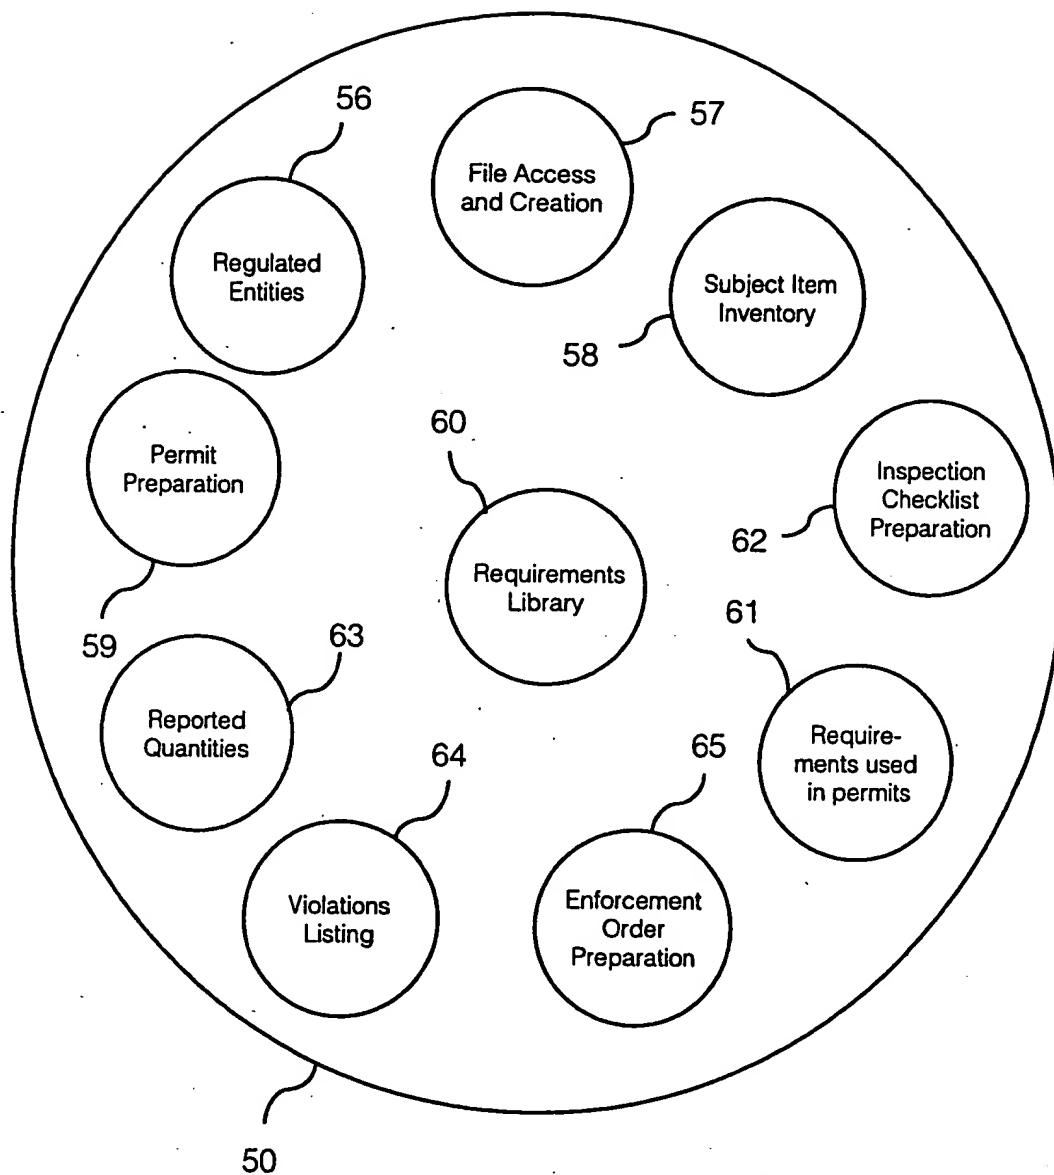 56
57
File Access
and Creation
Regulated
Entities
Subject Item
Inventory
58
60
Permit
Preparation
Inspection
Checklist
Preparation
62
Requirements
Library
59
63
61
Reported
Quantities
Require-
ments used
in permits
64
65
Violations
Listing
Enforcement
Order
Preparation
50